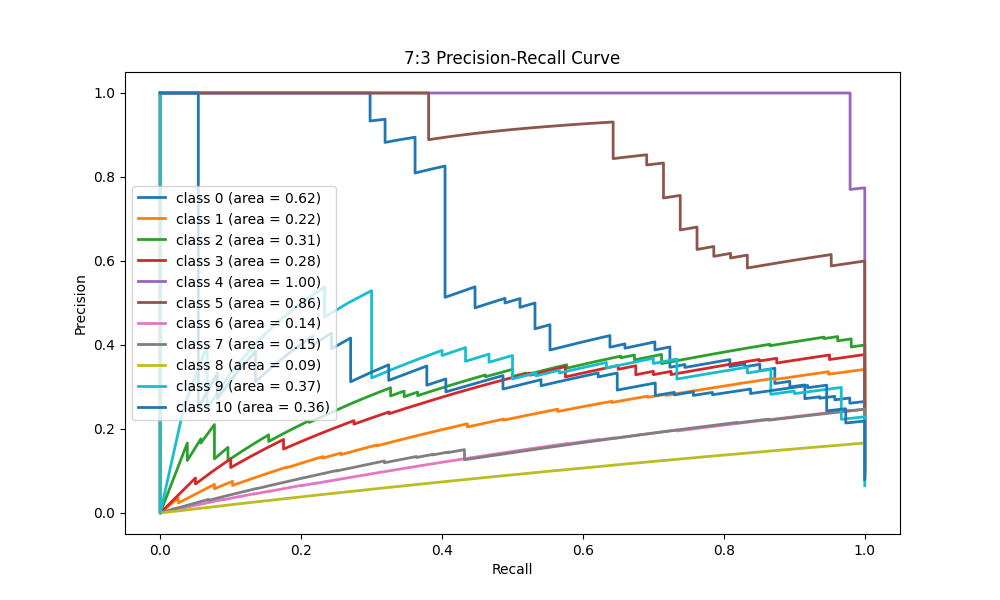 7:3 Precision-Recall Curve
Precision
1.0
0.8
0.6
0.4
0.2
0.0
class 0 (area = 0.62)
class 1 (area = 0.22)
class 2 (area = 0.31)
class 3 (area = 0.28)
class 4 (area = 1.00)
class 5 (area = 0.86)
class 6 (area = 0.14)
class 7 (area = 0.15)
class 8 (area = 0.09)
class 9 (area = 0.37)
class 10 (area = 0.36)
0.0 0.2 0.4 0.6 0.8 1.0
Recall